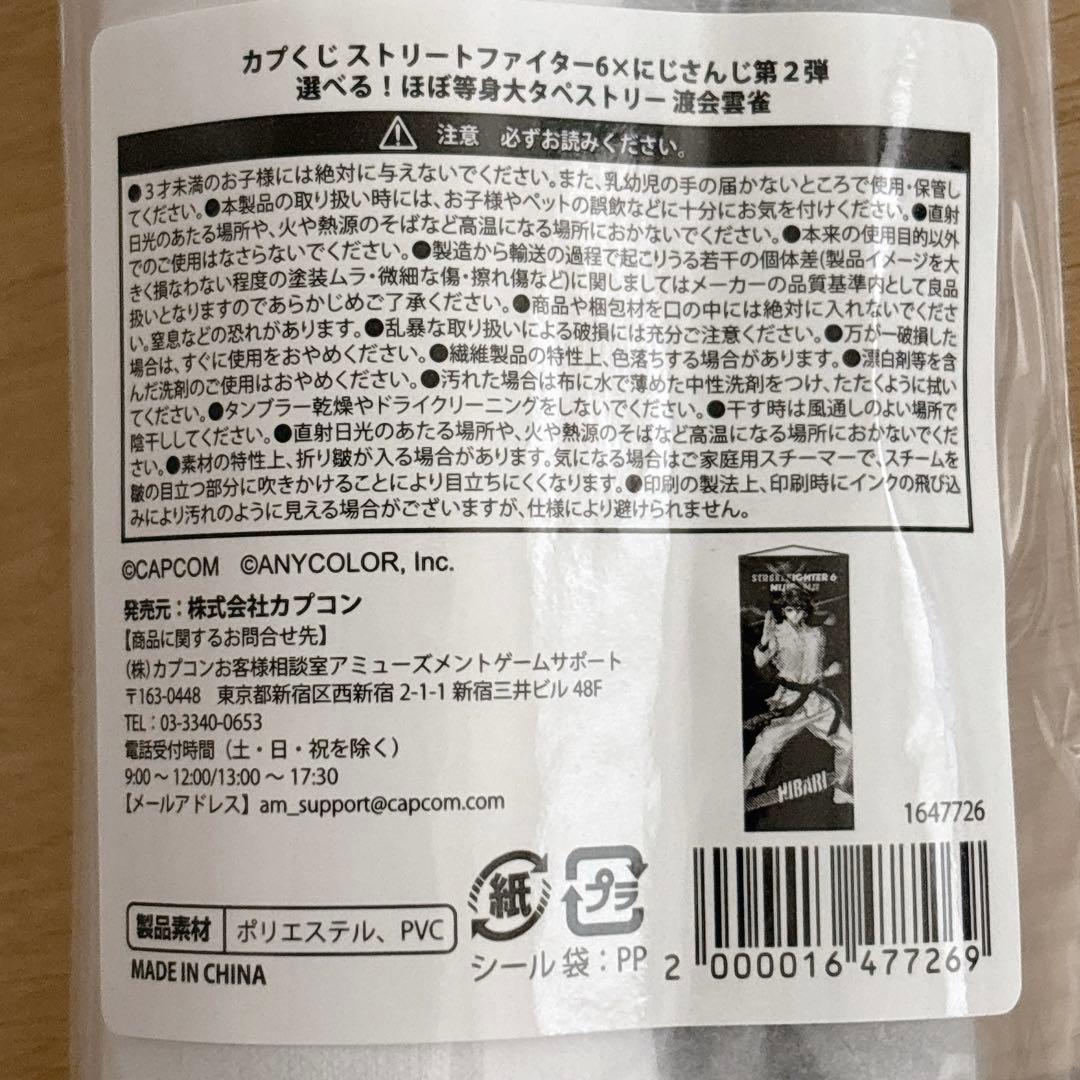 カプくじ ストリートファイター6×にじさんじ第２弾
選べる！ほぼ等身大タペストリー 渡会雲雀
注意 必ずお読みください。
●３才未満のお子様には絶対に与えないでください。また、乳幼児の手の届かないところで使用・保管し
てください。●本製品の取り扱い時には、お子様やペットの誤飲などに十分にお気を付けください。●直射
日光のあたる場所や、火や熱源のそばなど高温になる場所におかないでください。●本来の使用目的以外
でのご使用はなさらないでください。●製造から輸送の過程で起こりうる若干の個体差(製品イメージを大
きく損なわない程度の塗装ムラ・微細な傷・擦れ傷など)に関しましてはメーカーの品質基準内として良品
扱いとなりますのであらかじめご了承ください。●商品や梱包材を口の中には絶対に入れないでくださ
い。窒息などの恐れがあります。●乱暴な取り扱いによる破損には充分ご注意ください。●万が一破損した
場合は、すぐに使用をおやめください。●繊維製品の特性上、色落ちする場合があります。●漂白剤等を含
んだ洗剤のご使用はおやめください。●汚れた場合は布に水で薄めた中性洗剤をつけ、たたくように拭い
てください。●タンブラー乾燥やドライクリーニングをしないでください。●干す時は風通しのよい場所で
陰干ししてください。●直射日光のあたる場所や、火や熱源のそばなど高温になる場所におかないでくだ
さい。●素材の特性上、折り皺が入る場合があります。気になる場合はご家庭用スチーマーで、スチームを
皺の目立つ部分に吹きかけることにより目立ちにくくなります。●印刷の製法上、印刷時にインクの飛び込
みにより汚れのように見える場合がございますが、仕様により避けられません。
©CAPCOM ©ANYCOLOR, Inc.
発売元：株式会社カプコン
【商品に関するお問合せ先】
(株)カプコンお客様相談室アミューズメントゲームサポート
〒163-0448 東京都新宿区西新宿 2-1-1 新宿三井ビル 48F
TEL：03-3340-0653
電話受付時間（土・日・祝を除く）
9:00～12:00/13:00～17:30
【メールアドレス】am_support@capcom.com
STREET FIGHTER 6
HIBARI
1647726
紙 プラ
製品素材 ポリエステル、PVC
シール 袋：PP
MADE IN CHINA
2 000016 477269